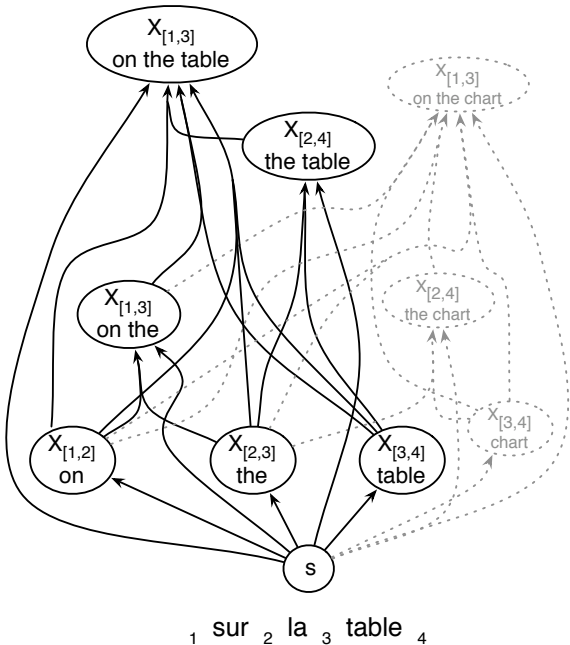 X[1,3]
on the table
X[1,3]
on the chart
X[2,4]
the table
X[2,4]
the chart
X[1,3]
on the
X[3,4]
chart
X[1,2]
on
X[2,3]
the
X[3,4]
table
s
1 sur 2 la 3 table 4